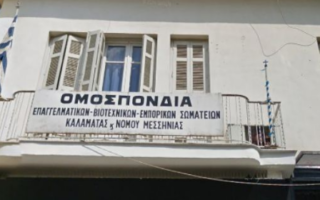 ΟΜΟΣΠΟΝΔΙΑ
ΕΠΑΓΓΕΛΜΑΤΙΚΩΝ-ΒΙΟΤΕΧΝΙΚΩΝ-ΕΜΠΟΡΙΚΩΝ ΣΩΜΑΤΕΙΩΝ
ΚΑΛΑΜΑΤΑΣ ς ΝΟΜΟΥ ΜΕΣΣΗΝΙΑΣ